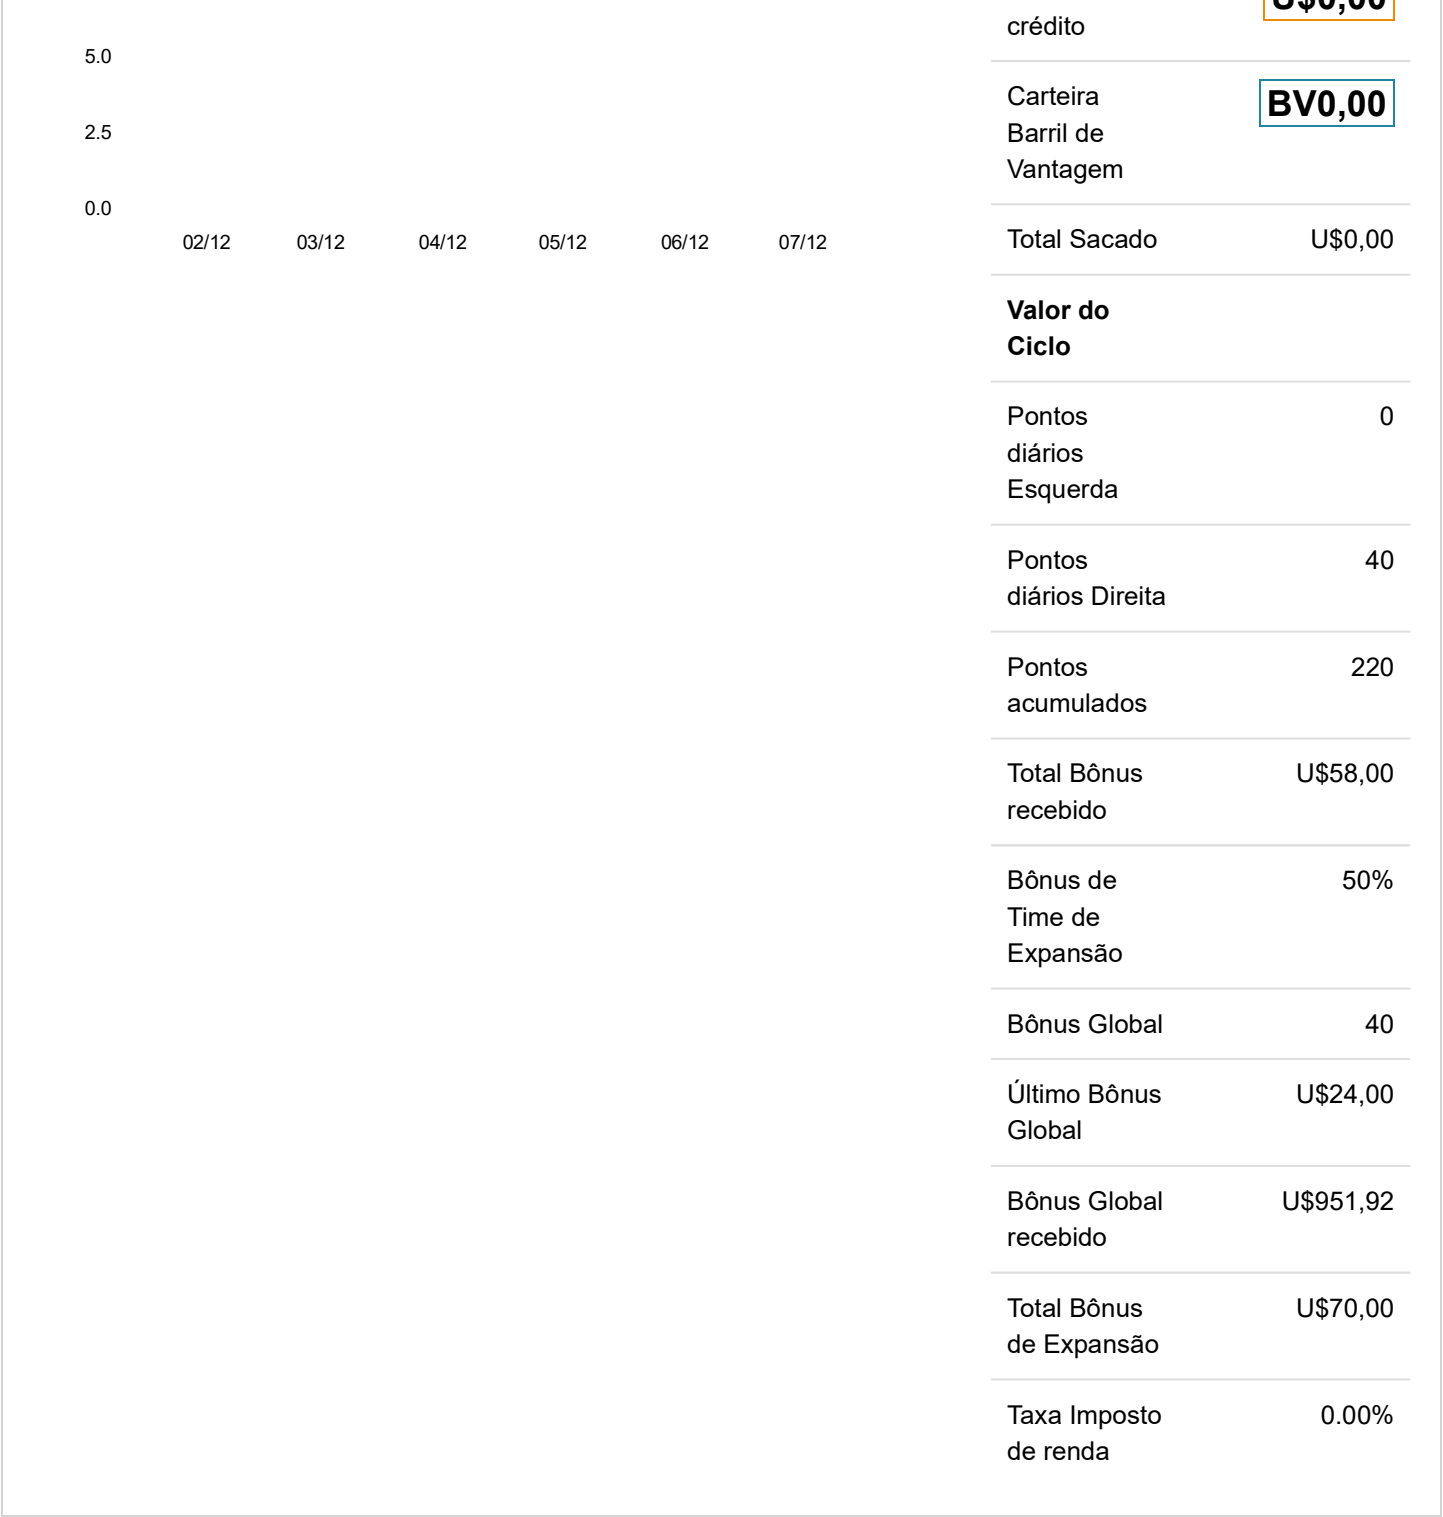 5.0
2.5
0.0
02/12 03/12 04/12 05/12 06/12 07/12
crédito U$0,00
Carteira BV0,00
Barril de
Vantagem
Total Sacado U$0,00
Valor do
Ciclo
Pontos 0
diários
Esquerda
Pontos 40
diários Direita
Pontos 220
acumulados
Total Bônus U$58,00
recebido
Bônus de 50%
Time de
Expansão
Bônus Global 40
Último Bônus U$24,00
Global
Bônus Global U$951,92
recebido
Total Bônus U$70,00
de Expansão
Taxa Imposto 0.00%
de renda